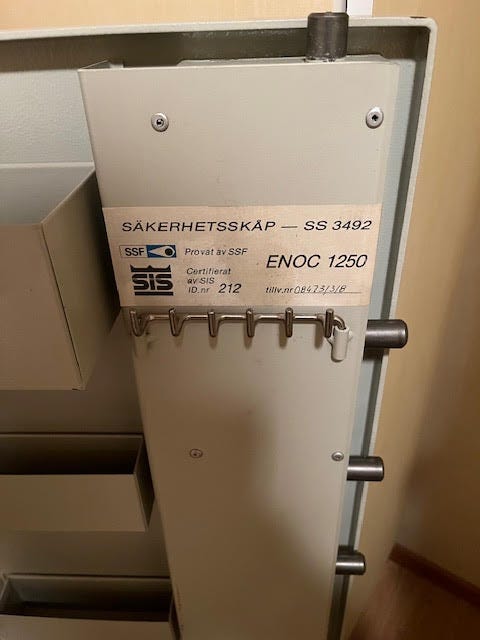 SÄKERHETSSKÅP — SS 3492
SSF Provat av SSF
ENOC 1250
SIS Certifierat
av SIS
ID.nr 212 tillv.nr 08473/3/8